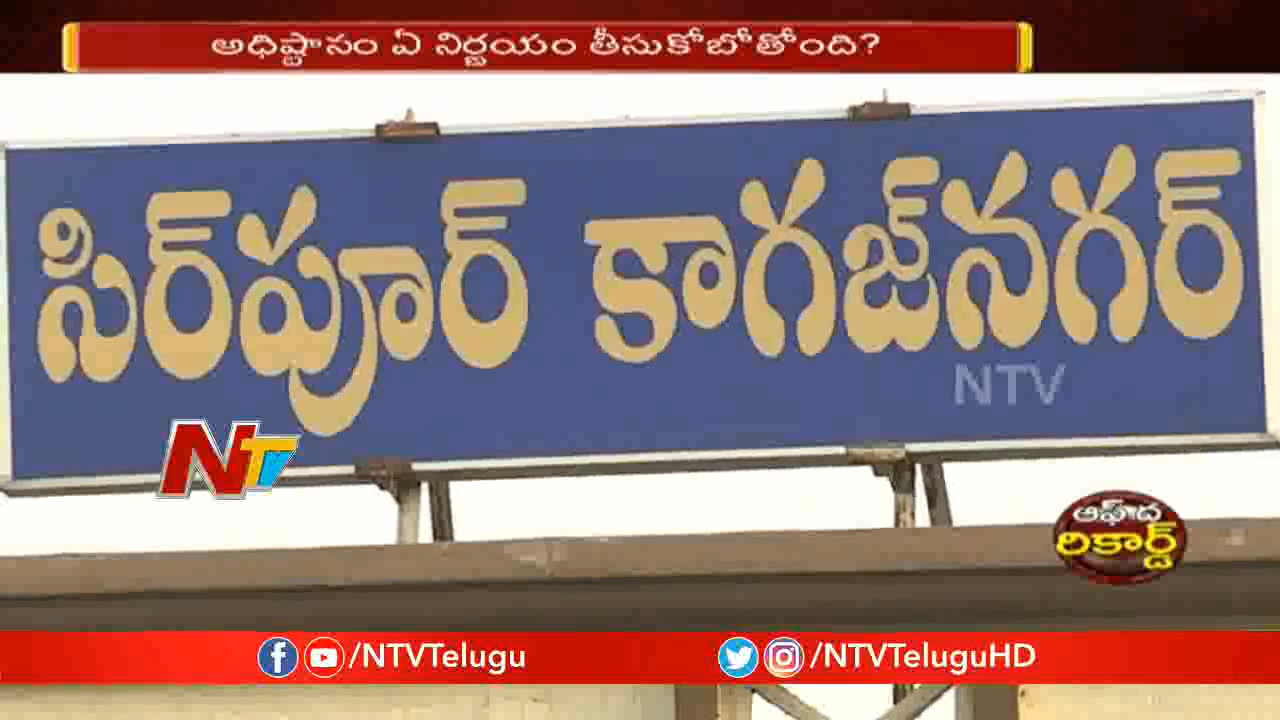 అధిష్టానం ఏ నిర్ణయం తీసుకోబోతోంది?
సిర్‌పూర్ కాగజ్‌నగర్
NTV
NTV
ఆఫ్ ద
రికార్డ్
/NTVTelugu /NTVTeluguHD